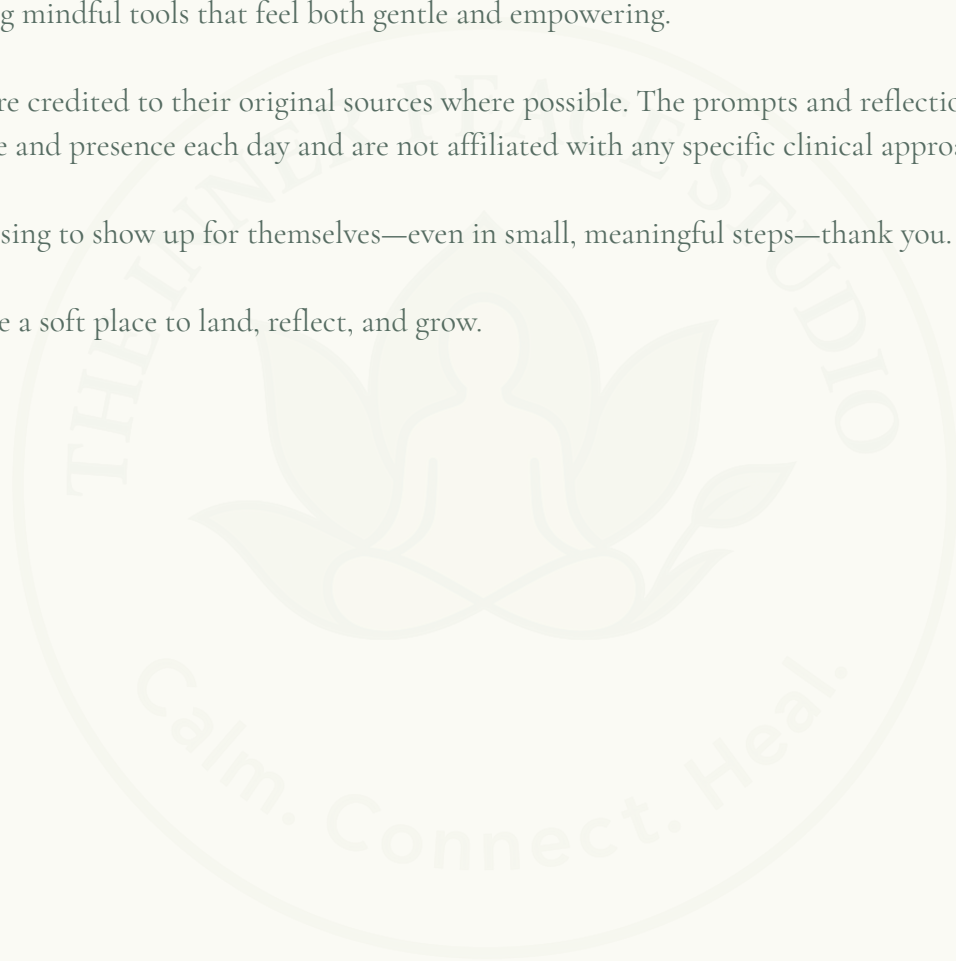 g mindful tools that feel both gentle and empowering.
re credited to their original sources where possible. The prompts and reflectio
e and presence each day and are not affiliated with any specific clinical appro
sing to show up for themselves—even in small, meaningful steps—thank you.
e a soft place to land, reflect, and grow.
THE INNER PEACE STUDIO
Calm. Connect. Heal.